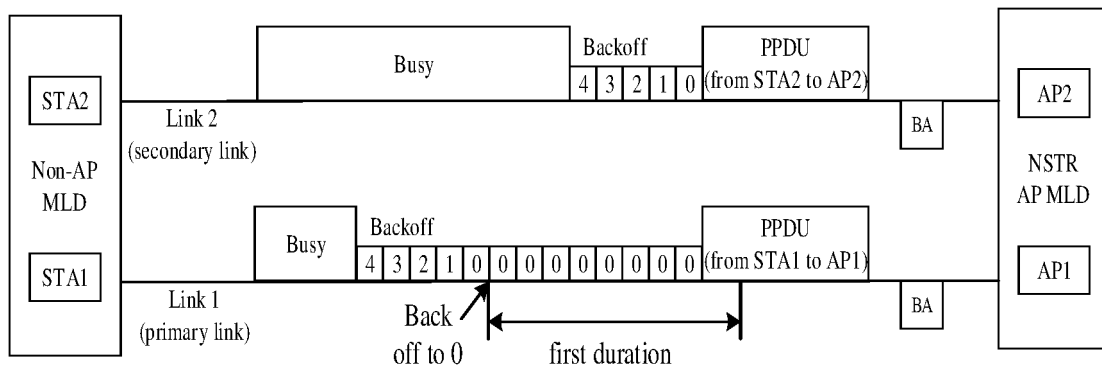 STA2
Non-AP
MLD
STA1
Link 2
(secondary link)
Busy
Backoff
4 3 2 1 0
PPDU
(from STA2 to AP2)
BA
Link 1
(primary link)
Busy
Backoff
4 3 2 1 0 0 0 0 0 0 0 0 0
PPDU
(from STA1 to AP1)
BA
Back
off to 0
first duration
AP2
NSTR
AP MLD
AP1